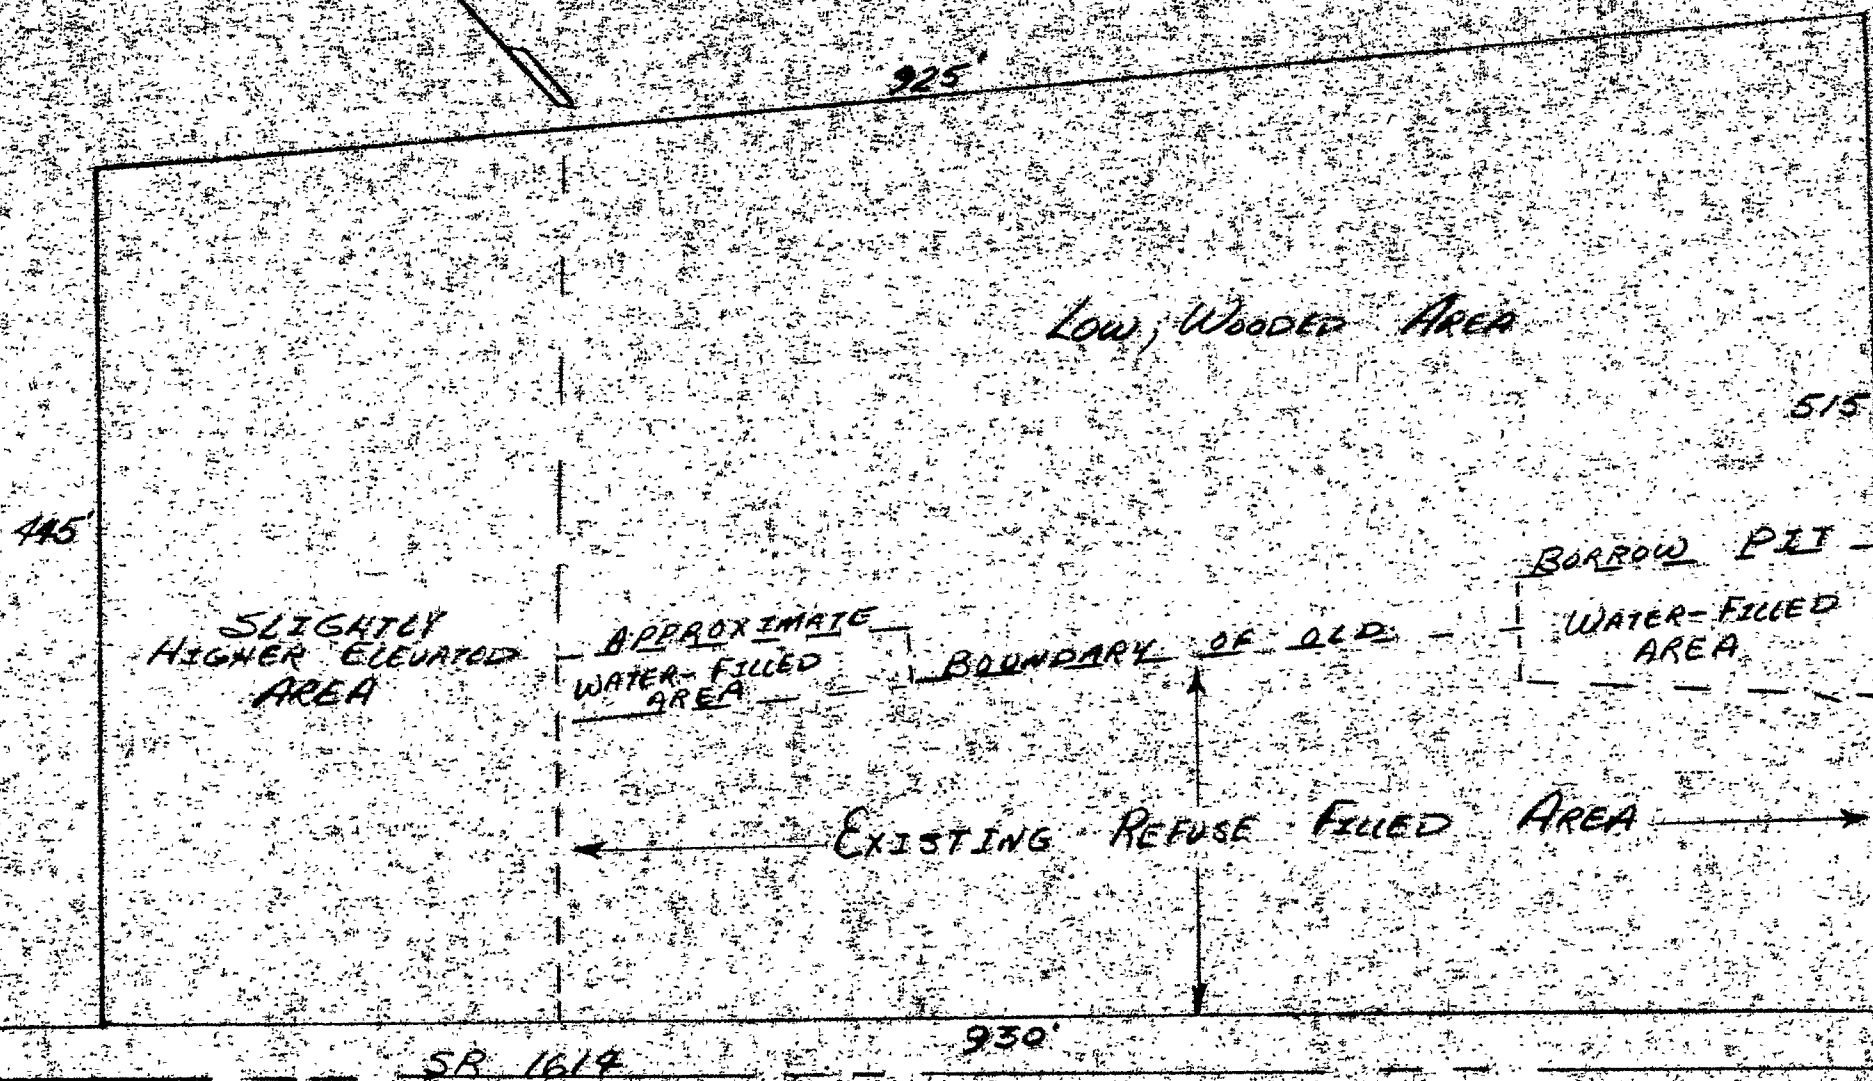 925'
LOW, WOODED AREA
515
445'
BORROW PIT
SLIGHTLY
HIGHER ELEVATED
AREA
APPROXIMATE
WATER-FILLED
AREA
BOUNDARY OF OLD
WATER-FILLED
AREA
EXISTING REFUSE FILLED AREA
930'
SR 1614